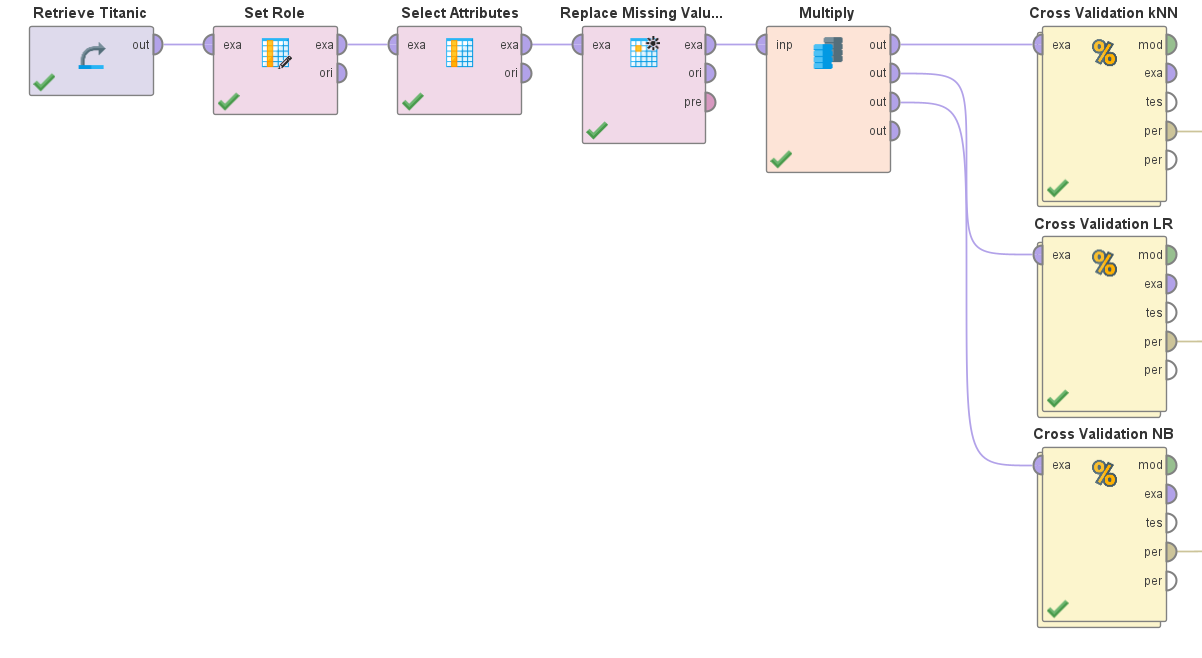 Retrieve Titanic
out
Set Role
exa
exa
ori
Select Attributes
exa
exa
ori
Replace Missing Valu...
exa
exa
ori
pre
Multiply
inp
out
out
out
out
Cross Validation kNN
exa
mod
exa
tes
per
per
Cross Validation LR
exa
mod
exa
tes
per
per
Cross Validation NB
exa
mod
exa
tes
per
per